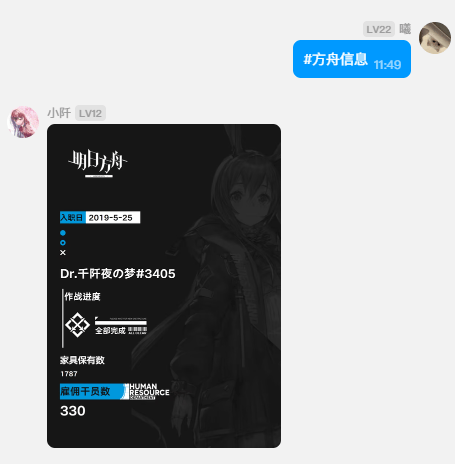 LV22 曦
#方舟信息 11:49
小阡 LV12
明日方舟
入职日 2019-5-25
Dr.千阡夜の梦#3405
作战进度
全部完成
家具保有数
1787
雇佣干员数 HUMAN RESOURCE DEPARTMENT
330